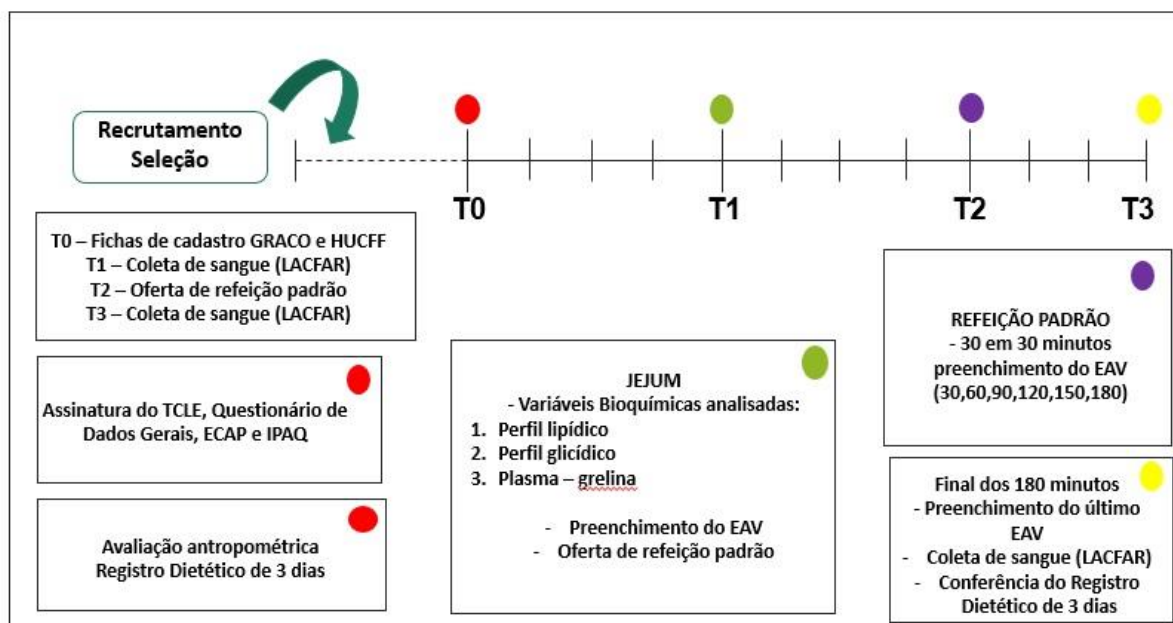 Recrutamento
Seleção
T0
T1
T2
T3
T0 – Fichas de cadastro GRACO e HUCFF
T1 – Coleta de sangue (LACFAR)
T2 – Oferta de refeição padrão
T3 – Coleta de sangue (LACFAR)
Assinatura do TCLE, Questionário de
Dados Gerais, ECAP e IPAQ
Avaliação antropométrica
Registro Dietético de 3 dias
JEJUM
- Variáveis Bioquímicas analisadas:
1. Perfil lipídico
2. Perfil glicídico
3. Plasma – grelina
- Preenchimento do EAV
- Oferta de refeição padrão
REFEIÇÃO PADRÃO
- 30 em 30 minutos
preenchimento do EAV
(30,60,90,120,150,180)
Final dos 180 minutos
- Preenchimento do último
EAV
- Coleta de sangue (LACFAR)
- Conferência do Registro
Dietético de 3 dias